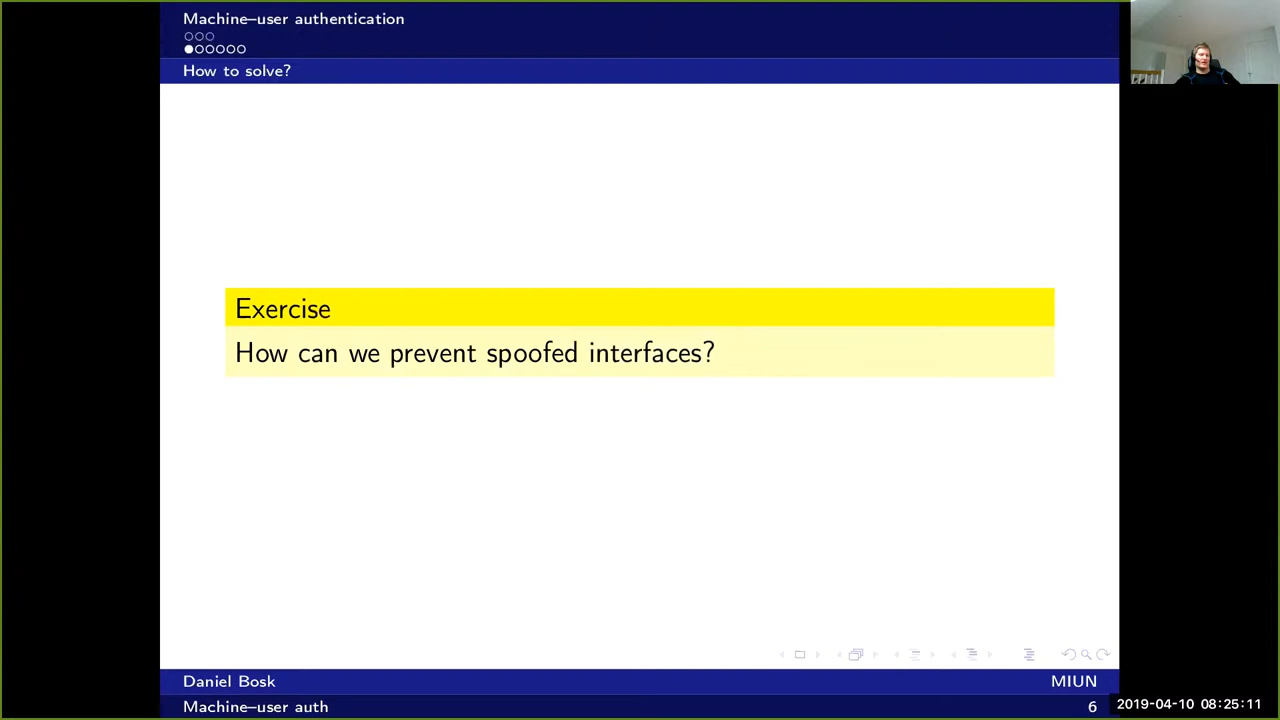 Machine–user authentication
How to solve?
Exercise
How can we prevent spoofed interfaces?
Daniel Bosk
MIUN
Machine–user auth
6
2019-04-10 08:25:11